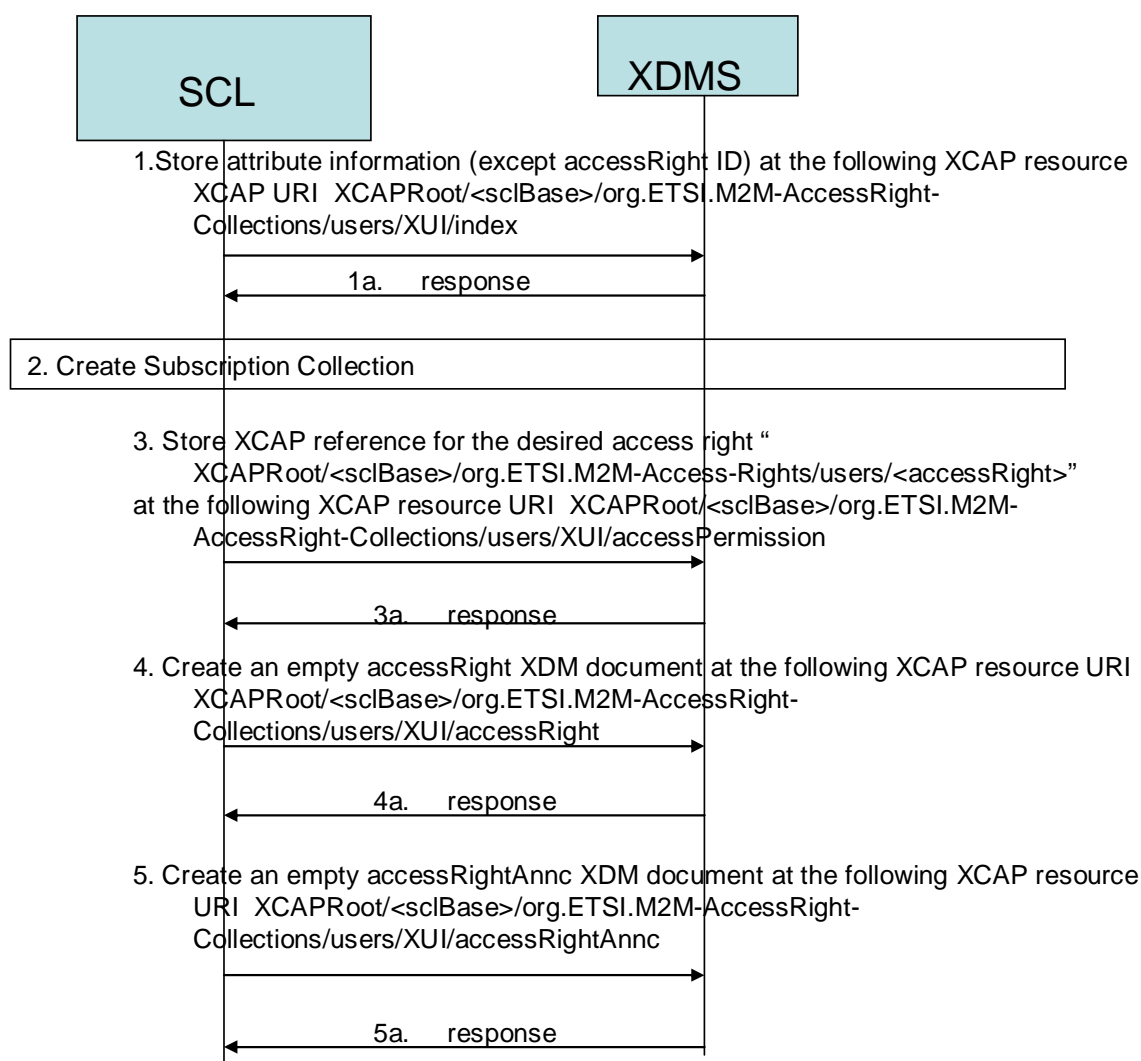 SCL
XDMS
1.Store attribute information (except accessRight ID) at the following XCAP resource
XCAP URI XCAPRoot/<sclBase>/org.ETSI.M2M-AccessRight-
Collections/users/XUI/index
1a. response
2. Create Subscription Collection
3. Store XCAP reference for the desired access right “
XCAPRoot/<sclBase>/org.ETSI.M2M-Access-Rights/users/<accessRight>”
at the following XCAP resource URI XCAPRoot/<sclBase>/org.ETSI.M2M-
AccessRight-Collections/users/XUI/accessPermission
3a. response
4. Create an empty accessRight XDM document at the following XCAP resource URI
XCAPRoot/<sclBase>/org.ETSI.M2M-AccessRight-
Collections/users/XUI/accessRight
4a. response
5. Create an empty accessRightAnnc XDM document at the following XCAP resource
URI XCAPRoot/<sclBase>/org.ETSI.M2M-AccessRight-
Collections/users/XUI/accessRightAnnc
5a. response